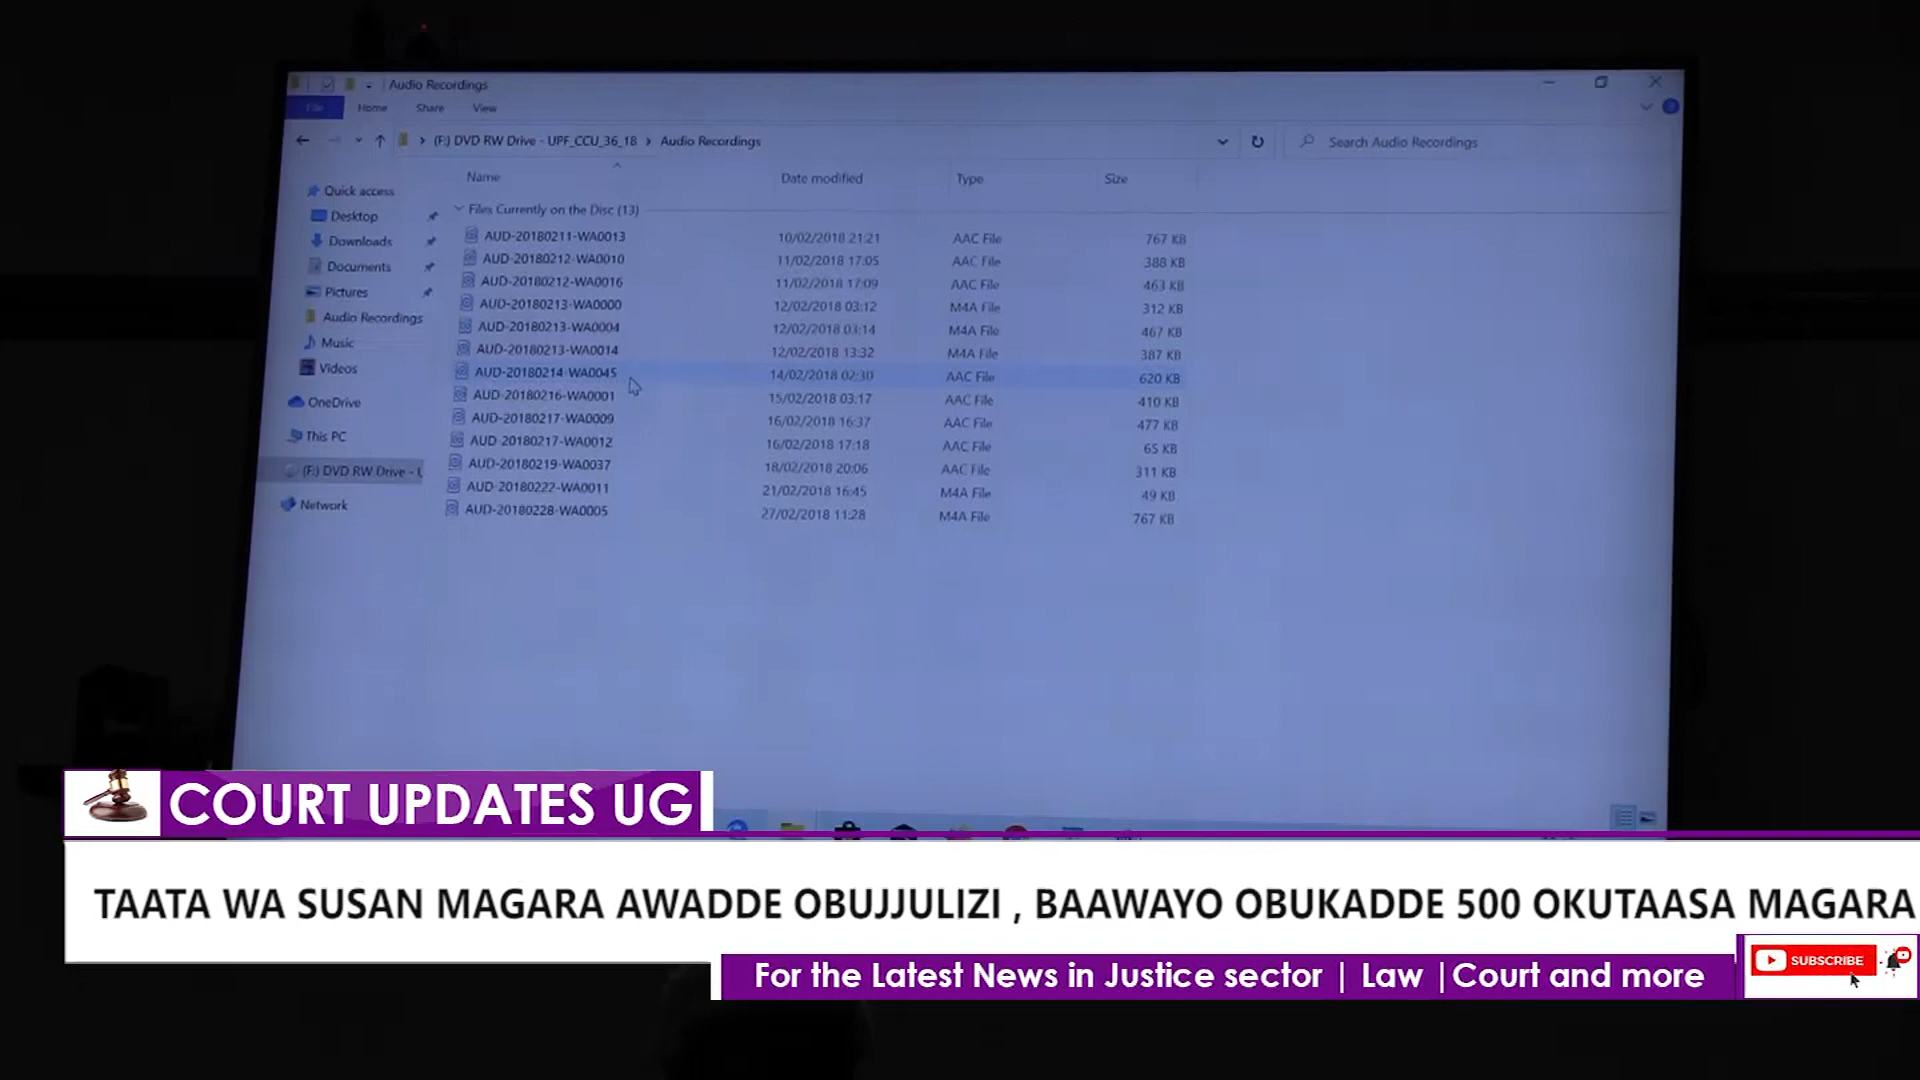 Audio Recordings
File Home Share View
(F:) DVD RW Drive - UPF_CCU_36_18 > Audio Recordings
Search Audio Recordings
Name Date modified Type Size
Quick access
Desktop
Downloads
Documents
Pictures
Audio Recordings
Music
Videos
OneDrive
This PC
(F:) DVD RW Drive - U
Network
Files Currently on the Disc (13)
AUD-20180211-WA0013 10/02/2018 21:21 AAC File 767 KB
AUD-20180212-WA0010 11/02/2018 17:05 AAC File 388 KB
AUD-20180212-WA0016 11/02/2018 17:09 AAC File 463 KB
AUD-20180213-WA0000 12/02/2018 03:12 M4A File 312 KB
AUD-20180213-WA0004 12/02/2018 03:14 M4A File 467 KB
AUD-20180213-WA0014 12/02/2018 13:32 M4A File 387 KB
AUD-20180214-WA0045 14/02/2018 02:30 AAC File 620 KB
AUD-20180216-WA0001 15/02/2018 03:17 AAC File 410 KB
AUD-20180217-WA0009 16/02/2018 16:37 AAC File 477 KB
AUD-20180217-WA0012 16/02/2018 17:18 AAC File 65 KB
AUD-20180219-WA0037 18/02/2018 20:06 AAC File 311 KB
AUD-20180222-WA0011 21/02/2018 16:45 M4A File 49 KB
AUD-20180228-WA0005 27/02/2018 11:28 M4A File 767 KB
COURT UPDATES UG
TAATA WA SUSAN MAGARA AWADDE OBUJJULIZI , BAAWAYO OBUKADDE 500 OKUTAASA MAGARA
For the Latest News in Justice sector | Law |Court and more
SUBSCRIBE